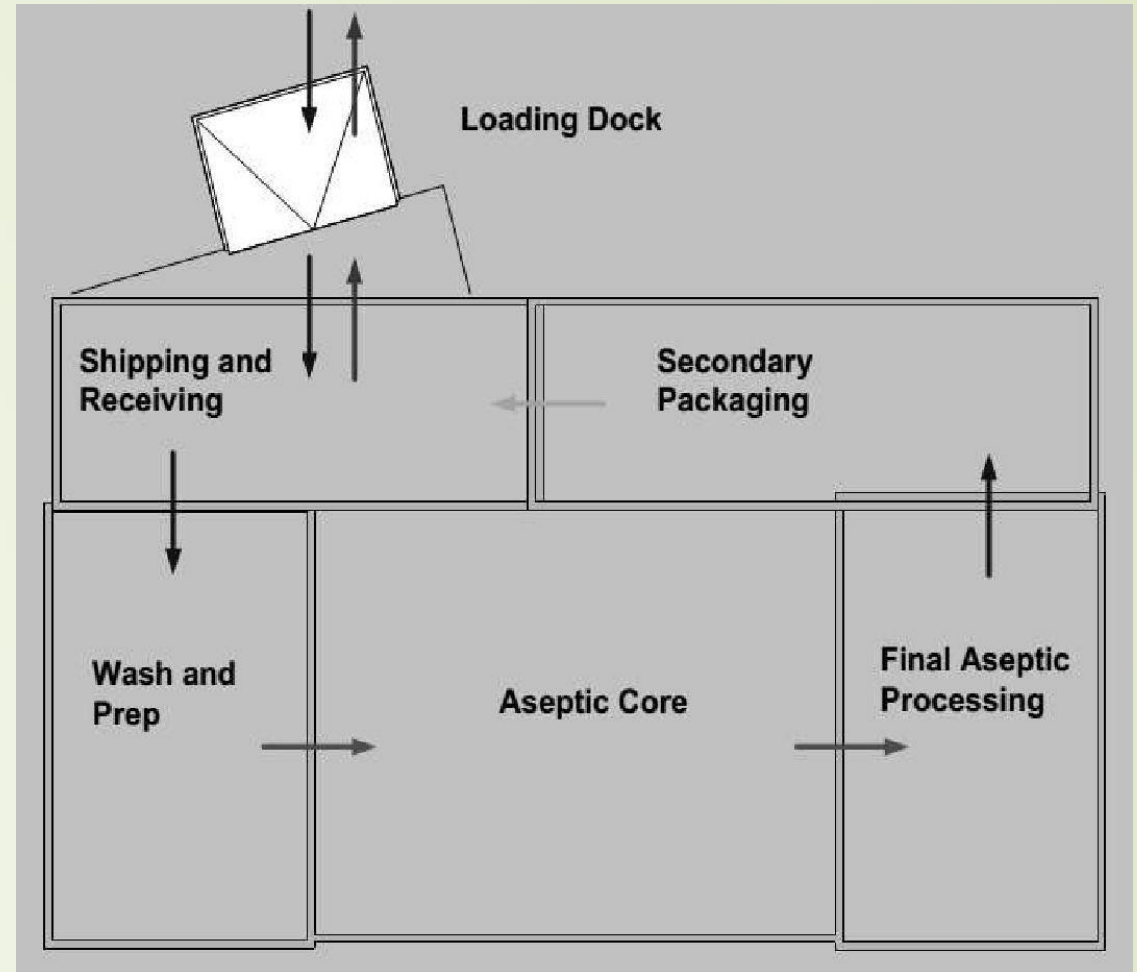 Loading Dock
Shipping and
Receiving
Secondary
Packaging
Wash and
Prep
Aseptic Core
Final Aseptic
Processing